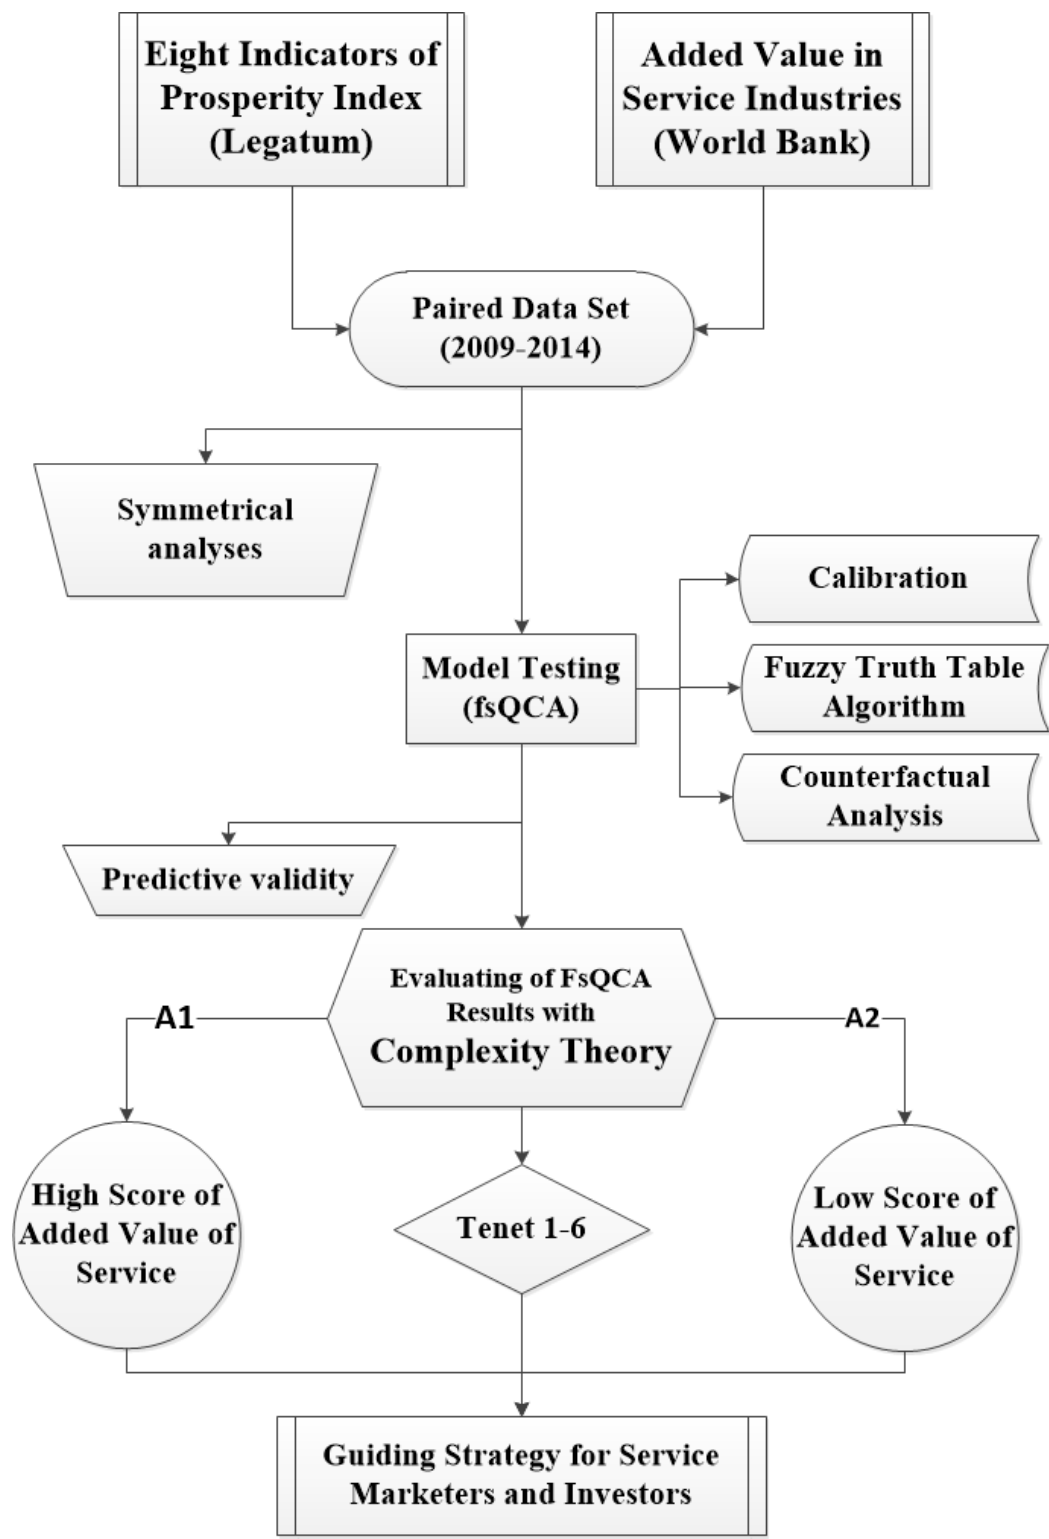 Eight Indicators of
Prosperity Index
(Legatum)
Added Value in
Service Industries
(World Bank)
Paired Data Set
(2009-2014)
Symmetrical
analyses
Calibration
Model Testing
(fsQCA)
Fuzzy Truth Table
Algorithm
Counterfactual
Analysis
Predictive validity
Evaluating of FsQCA
Results with
Complexity Theory
A1
A2
High Score of
Added Value of
Service
Tenet 1-6
Low Score of
Added Value of
Service
Guiding Strategy for Service
Marketers and Investors